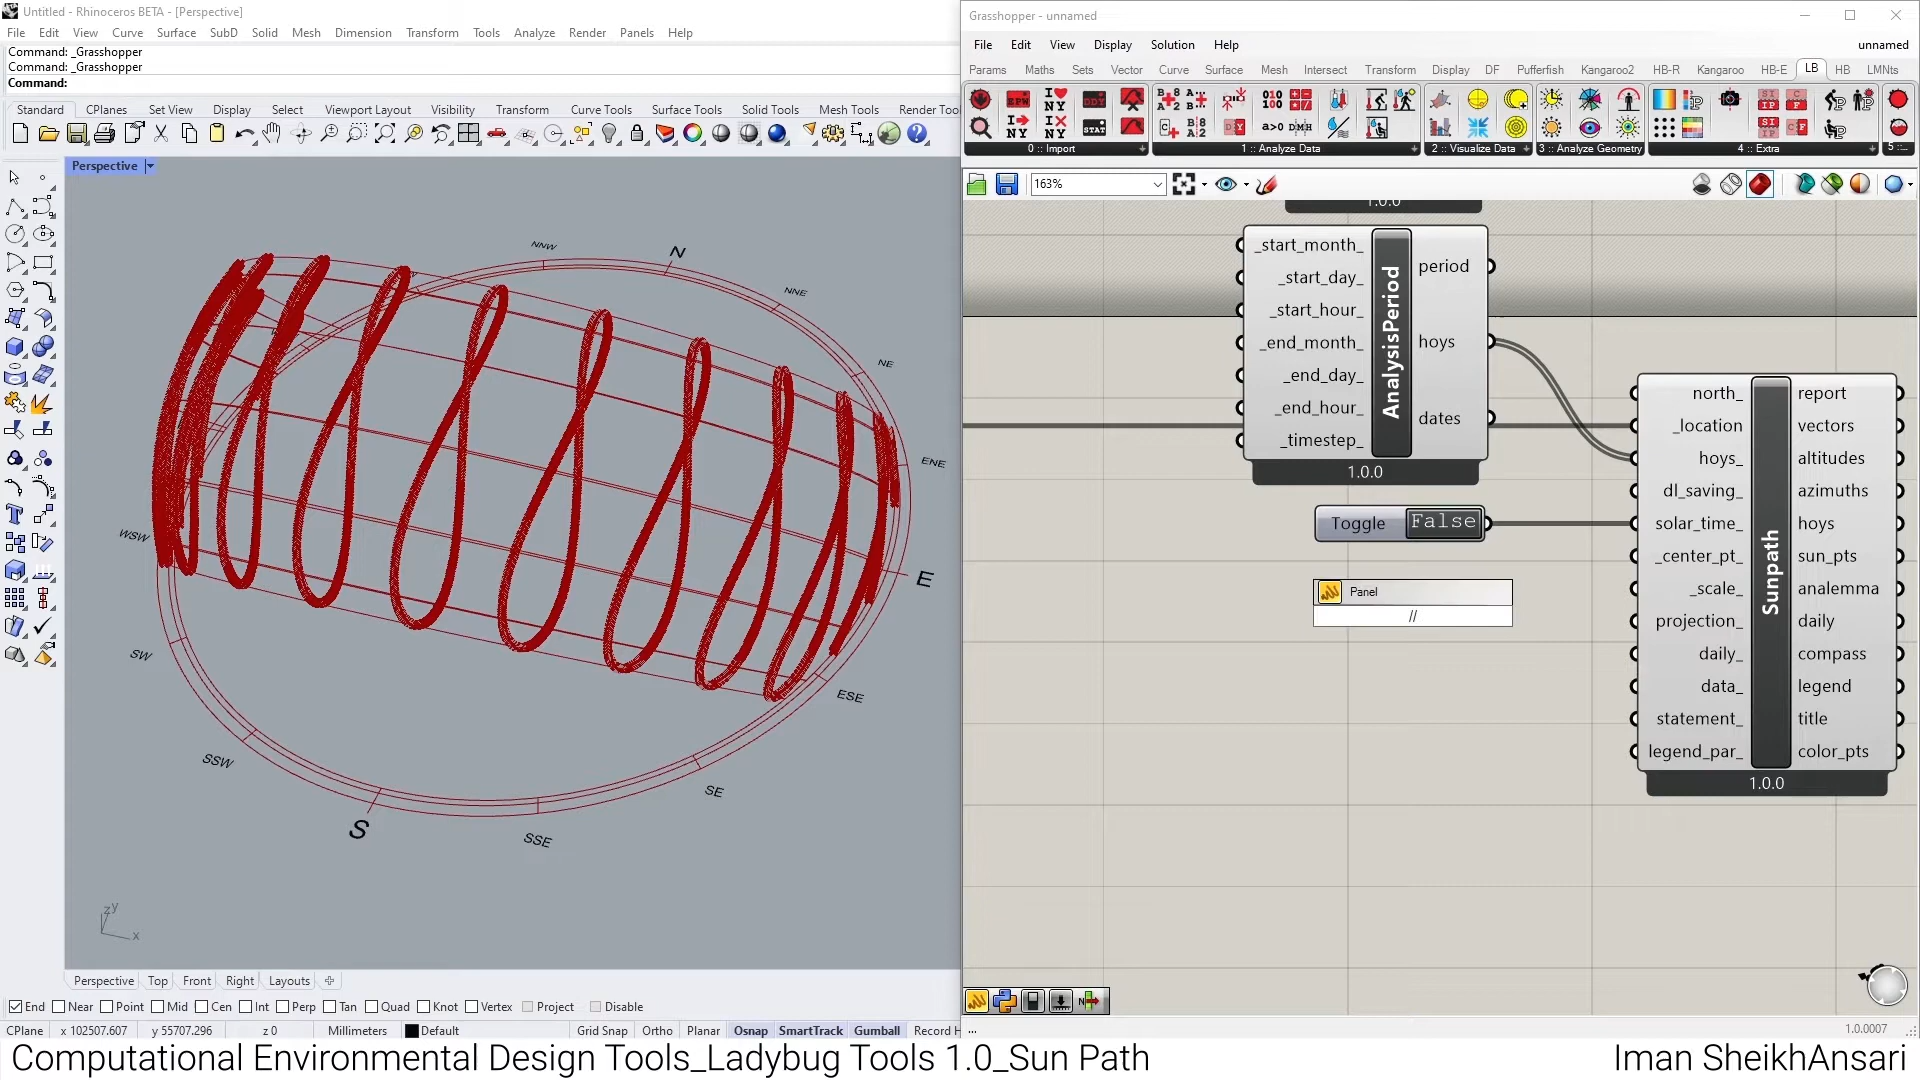 Untitled - Rhinoceros BETA - [Perspective]
File Edit View Curve Surface SubD Solid Mesh Dimension Transform Tools Analyze Render Panels Help
Command: _Grasshopper
Command: _Grasshopper
Command:
Standard CPlanes Set View Display Select Viewport Layout Visibility Transform Curve Tools Surface Tools Solid Tools Mesh Tools Render Too
Perspective
NNW
N
NNE
NE
ENE
E
ESE
SE
SSE
S
SSW
SW
WSW
z y
x
Perspective Top Front Right Layouts
End Near Point Mid Cen Int Perp Tan Quad Knot Vertex Project Disable
CPlane x 102507.607 y 55707.296 z 0 Millimeters Default Grid Snap Ortho Planar Osnap SmartTrack Gumball Record H
Grasshopper - unnamed
File Edit View Display Solution Help unnamed
Params Maths Sets Vector Curve Surface Mesh Intersect Transform Display DF Pufferfish Kangaroo2 HB-R Kangaroo HB-E LB HB LMNts
0 :: Import 1 :: Analyze Data 2 :: Visualize Data 3 :: Analyze Geometry 4 :: Extra 5 ::...
163%
1.0.0
_start_month_
_start_day_
_start_hour_
_end_month_
_end_day_
_end_hour_
_timestep_
AnalysisPeriod
period
hoys
dates
1.0.0
Toggle False
Panel
//
north_
_location
hoys_
dl_saving_
solar_time_
_center_pt_
_scale_
projection_
daily_
data_
statement_
legend_par_
Sunpath
report
vectors
altitudes
azimuths
hoys
sun_pts
analemma
daily
compass
legend
title
color_pts
1.0.0
...
1.0.0007
Computational Environmental Design Tools_Ladybug Tools 1.0_Sun Path
Iman SheikhAnsari